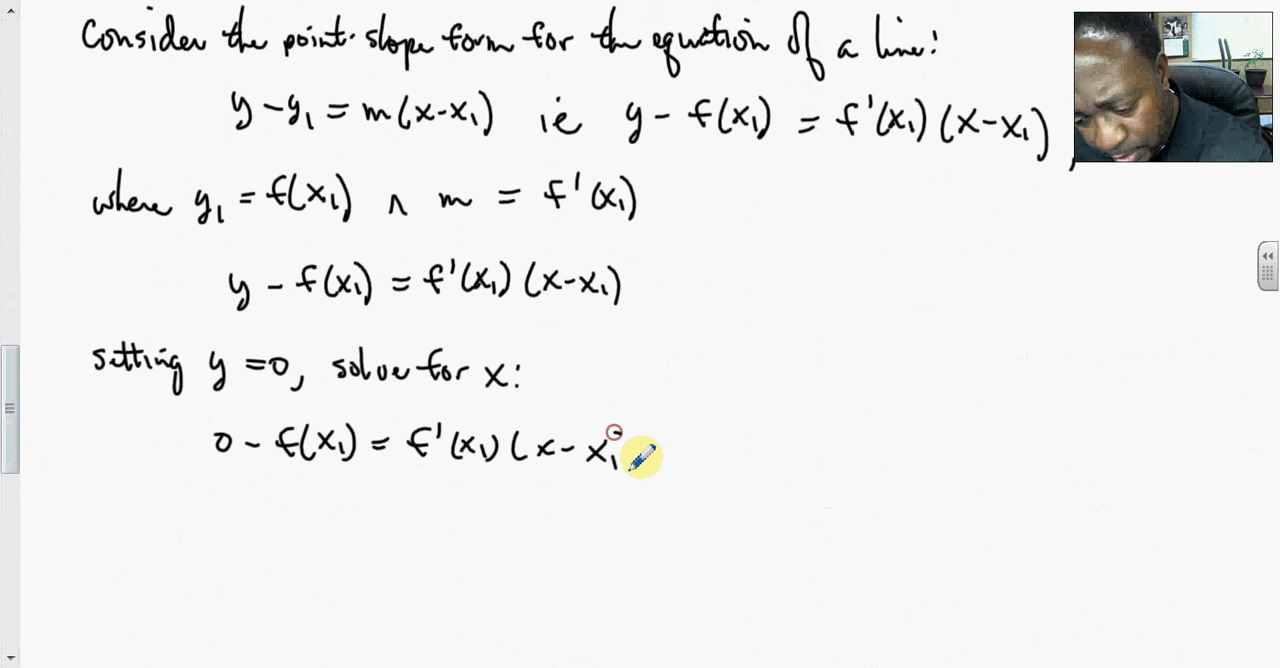 Consider the point-slope form for the equation of a line:
y - y₁ = m(x-x₁) ie y - f(x₁) = f'(x₁)(x-x₁),
where y₁ = f(x₁) ∧ m = f'(x₁)
y - f(x₁) = f'(x₁)(x-x₁)
setting y = 0, solve for x:
0 - f(x₁) = f'(x₁)(x - x₁